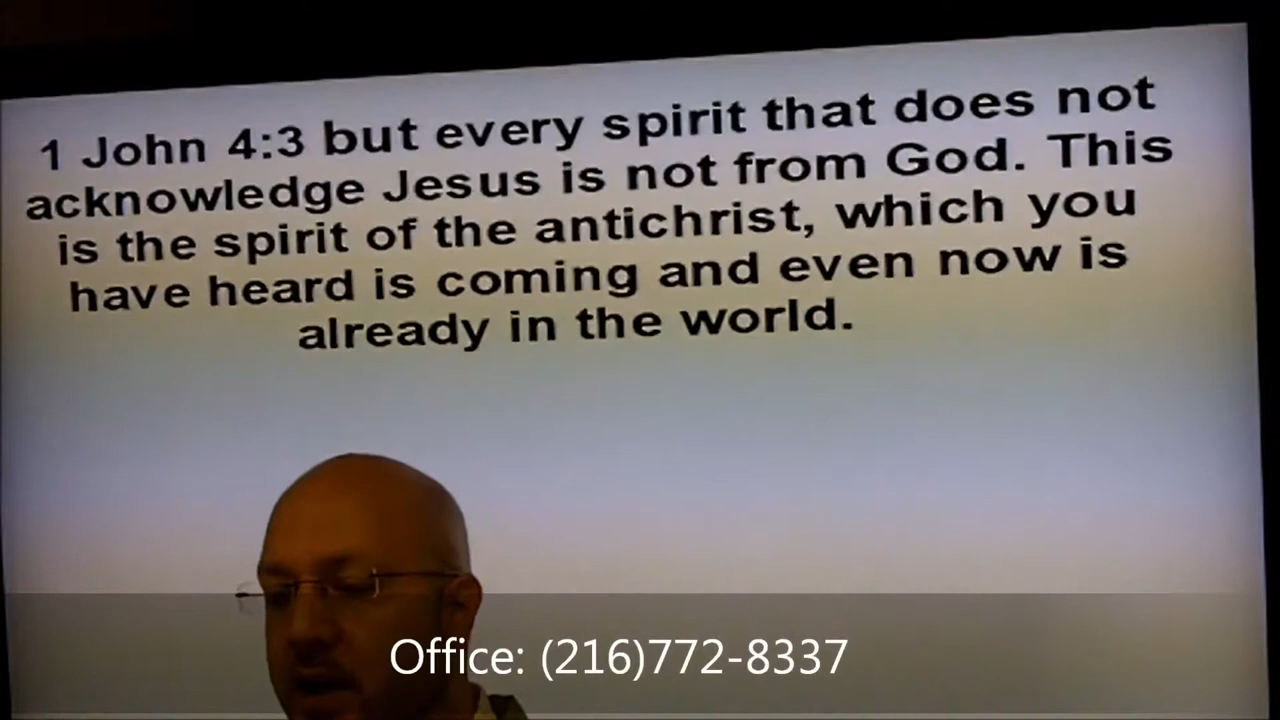 1 John 4:3 but every spirit that does not
acknowledge Jesus is not from God. This
is the spirit of the antichrist, which you
have heard is coming and even now is
already in the world.
Office: (216)772-8337